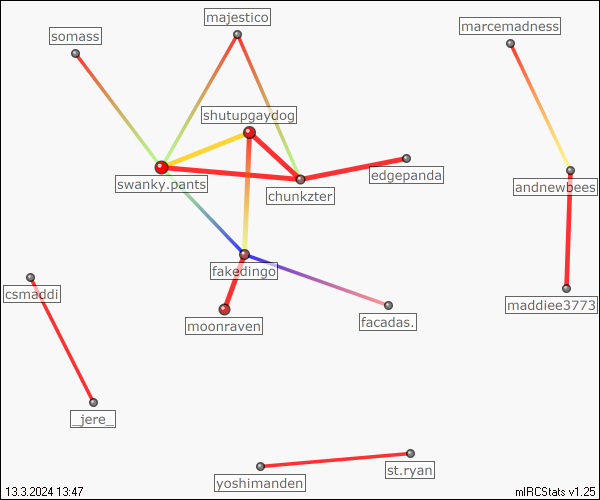 majestico
marcemadness
somass
shutupgaydog
edgepanda
swanky.pants
andnewbees
chunkzter
fakedingo
csmaddi
maddiee3773
facadas.
moonraven
_jere_
st.ryan
yoshimanden
13.3.2024 13:47
mIRCStats v1.25